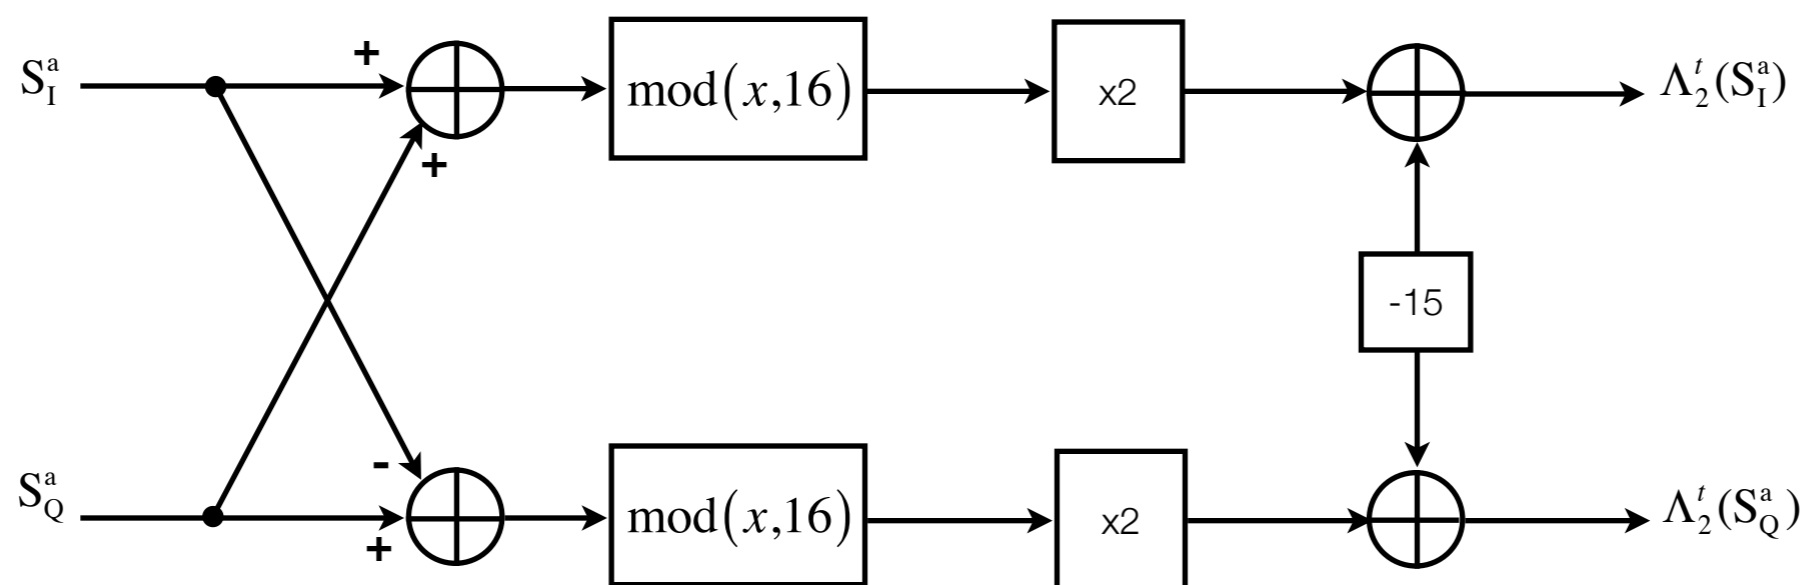 S_I^a + mod(x,16) x2 Λ_2^t(S_I^a)
+
-15
-
S_Q^a mod(x,16) x2 Λ_2^t(S_Q^a)
+